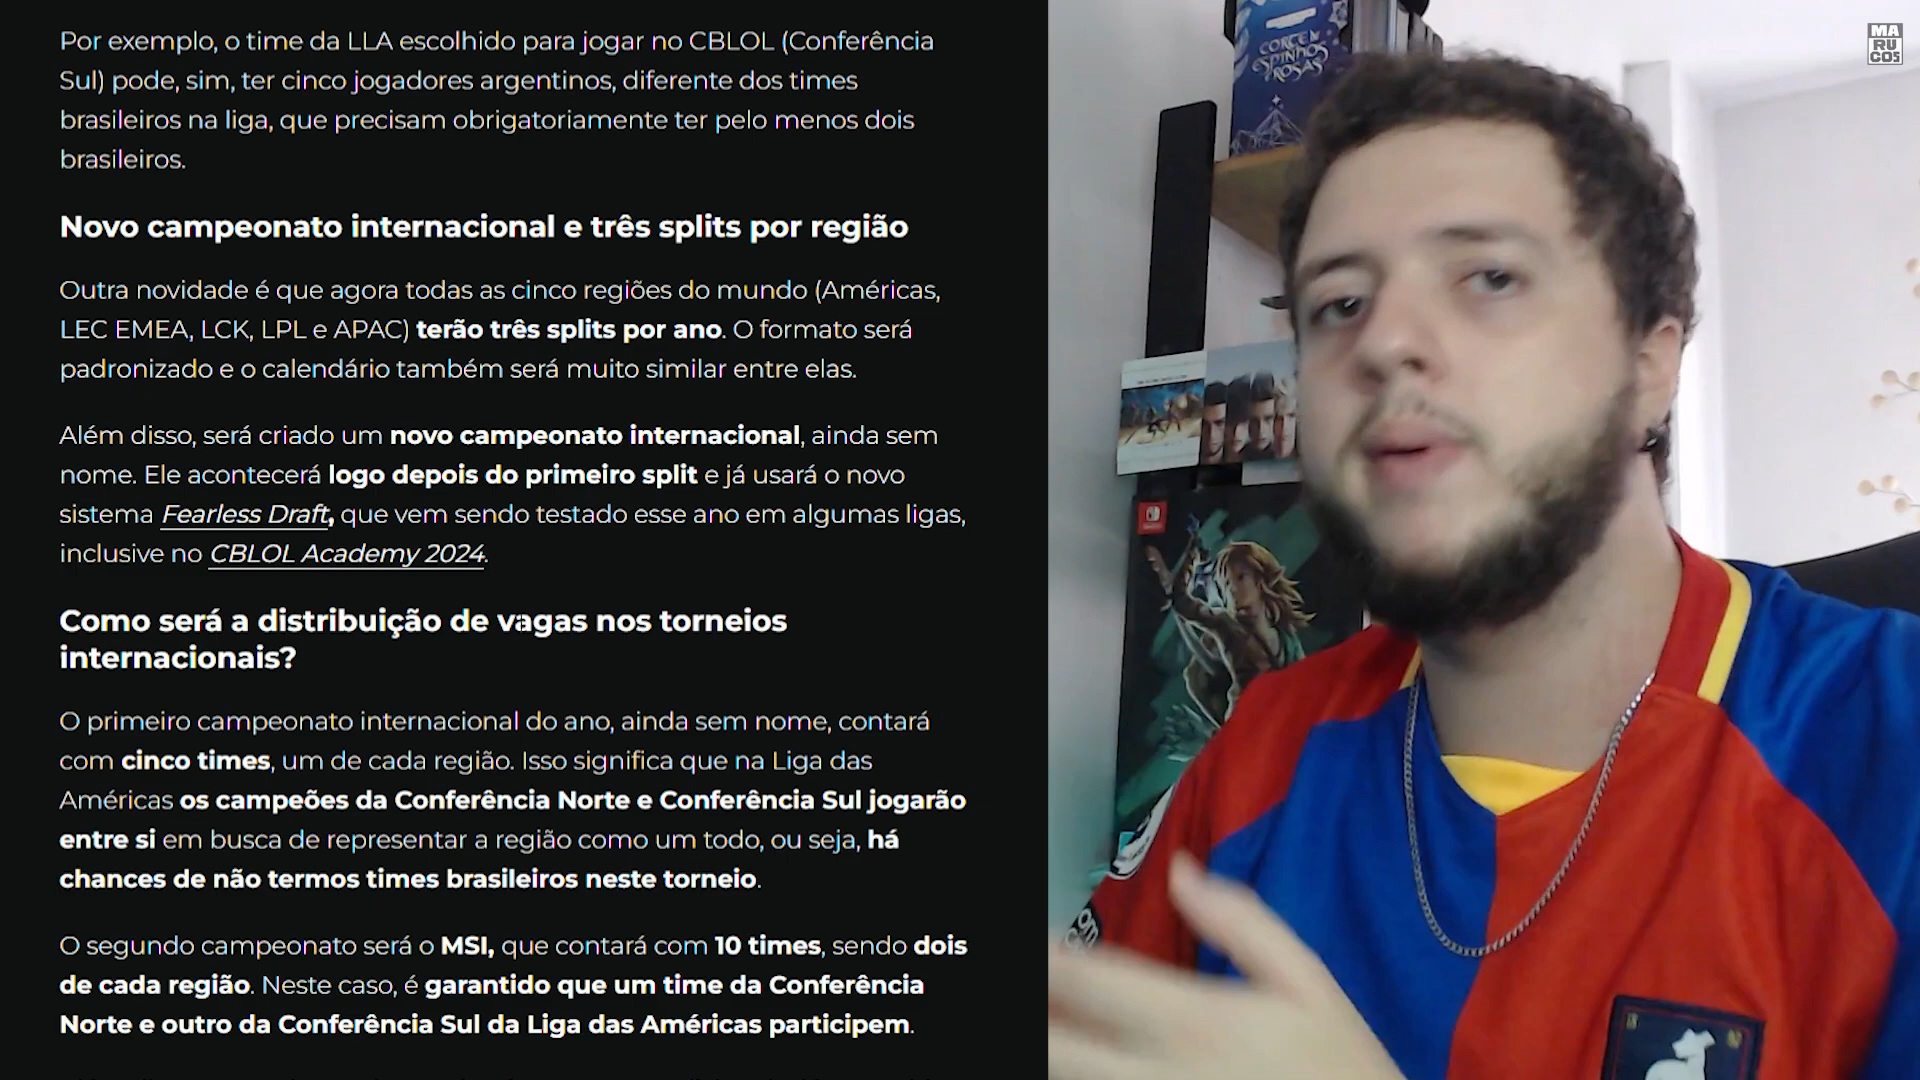 Por exemplo, o time da LLA escolhido para jogar no CBLOL (Conferência
Sul) pode, sim, ter cinco jogadores argentinos, diferente dos times
brasileiros na liga, que precisam obrigatoriamente ter pelo menos dois
brasileiros.
Novo campeonato internacional e três splits por região
Outra novidade é que agora todas as cinco regiões do mundo (Américas,
LEC EMEA, LCK, LPL e APAC) terão três splits por ano. O formato será
padronizado e o calendário também será muito similar entre elas.
Além disso, será criado um novo campeonato internacional, ainda sem
nome. Ele acontecerá logo depois do primeiro split e já usará o novo
sistema Fearless Draft, que vem sendo testado esse ano em algumas ligas,
inclusive no CBLOL Academy 2024.
Como será a distribuição de vagas nos torneios
internacionais?
O primeiro campeonato internacional do ano, ainda sem nome, contará
com cinco times, um de cada região. Isso significa que na Liga das
Américas os campeões da Conferência Norte e Conferência Sul jogarão
entre si em busca de representar a região como um todo, ou seja, há
chances de não termos times brasileiros neste torneio.
O segundo campeonato será o MSI, que contará com 10 times, sendo dois
de cada região. Neste caso, é garantido que um time da Conferência
Norte e outro da Conferência Sul da Liga das Américas participem.
CORTE DE
ESPINHOS
ROSAS
MA
RU
COS